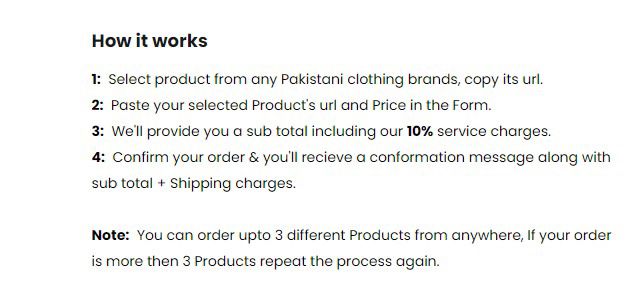 How it works
1: Select product from any Pakistani clothing brands, copy its url.
2: Paste your selected Product's url and Price in the Form.
3: We'll provide you a sub total including our 10% service charges.
4: Confirm your order & you'll recieve a conformation message along with
sub total + Shipping charges.
Note: You can order upto 3 different Products from anywhere, If your order
is more then 3 Products repeat the process again.